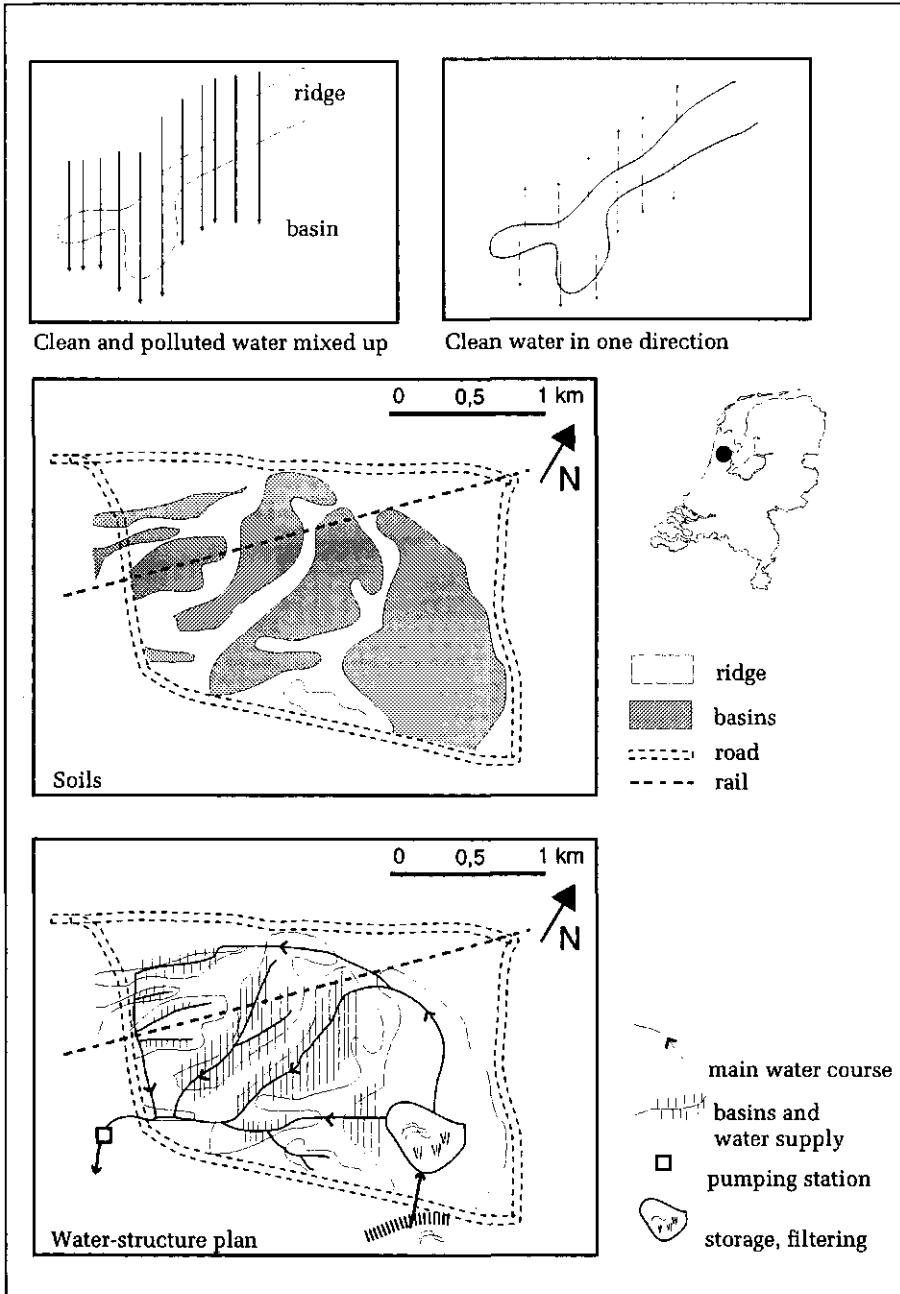 ridge
basin
Clean and polluted water mixed up
Clean water in one direction
0 0,5 1 km
N
Soils
ridge
basins
road
rail
0 0,5 1 km
N
Water-structure plan
main water course
basins and
water supply
pumping station
storage, filtering